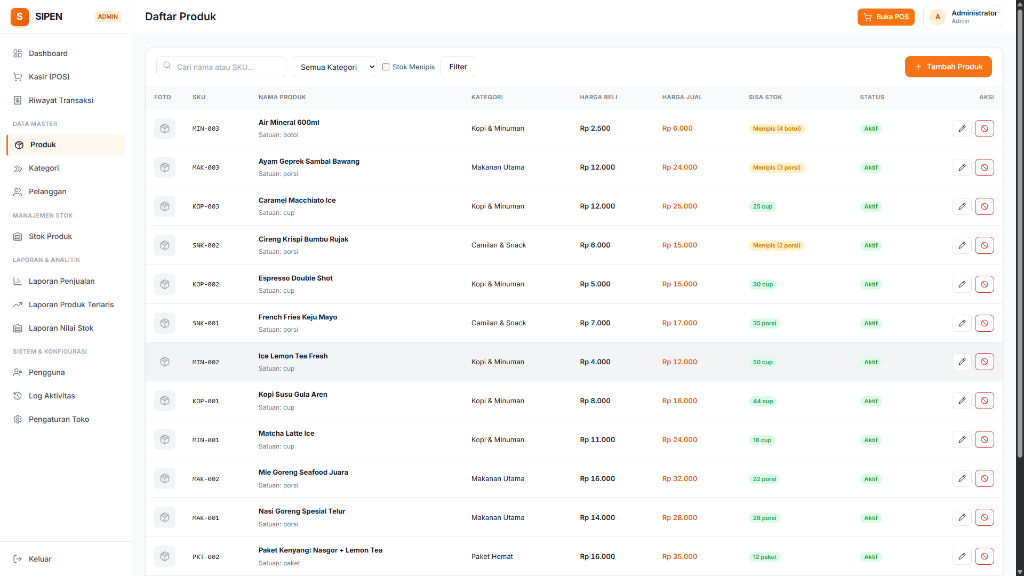 S SIPEN ADMIN
Dashboard
Kasir (POS)
Riwayat Transaksi
DATA MASTER
Produk
Kategori
Pelanggan
MANAJEMEN STOK
Stok Produk
LAPORAN & ANALITIK
Laporan Penjualan
Laporan Produk Terlaris
Laporan Nilai Stok
SISTEM & KONFIGURASI
Pengguna
Log Aktivitas
Pengaturan Toko
Keluar
Daftar Produk
Buka POS
A
Administrator
Admin
Cari nama atau SKU...
Semua Kategori
Stok Menipis
Filter
+ Tambah Produk
FOTO SKU NAMA PRODUK KATEGORI HARGA BELI HARGA JUAL SISA STOK STATUS AKSI
MIN-003 Air Mineral 600ml Kopi & Minuman Rp 2.500 Rp 6.000 Menipis (4 botol) Aktif
Satuan: botol
MAK-003 Ayam Geprek Sambal Bawang Makanan Utama Rp 12.000 Rp 24.000 Menipis (3 porsi) Aktif
Satuan: porsi
KOP-003 Caramel Macchiato Ice Kopi & Minuman Rp 12.000 Rp 25.000 25 cup Aktif
Satuan: cup
SNK-002 Cireng Krispi Bumbu Rujak Camilan & Snack Rp 6.000 Rp 15.000 Menipis (2 porsi) Aktif
Satuan: porsi
KOP-002 Espresso Double Shot Kopi & Minuman Rp 5.000 Rp 15.000 30 cup Aktif
Satuan: cup
SNK-001 French Fries Keju Mayo Camilan & Snack Rp 7.000 Rp 17.000 35 porsi Aktif
Satuan: porsi
MIN-002 Ice Lemon Tea Fresh Kopi & Minuman Rp 4.000 Rp 12.000 50 cup Aktif
Satuan: cup
KOP-001 Kopi Susu Gula Aren Kopi & Minuman Rp 8.000 Rp 18.000 44 cup Aktif
Satuan: cup
MIN-001 Matcha Latte Ice Kopi & Minuman Rp 11.000 Rp 24.000 18 cup Aktif
Satuan: cup
MAK-002 Mie Goreng Seafood Juara Makanan Utama Rp 16.000 Rp 32.000 22 porsi Aktif
Satuan: porsi
MAK-001 Nasi Goreng Spesial Telur Makanan Utama Rp 14.000 Rp 28.000 28 porsi Aktif
Satuan: porsi
PKT-002 Paket Kenyang: Nasgor + Lemon Tea Paket Hemat Rp 16.000 Rp 35.000 12 paket Aktif
Satuan: paket